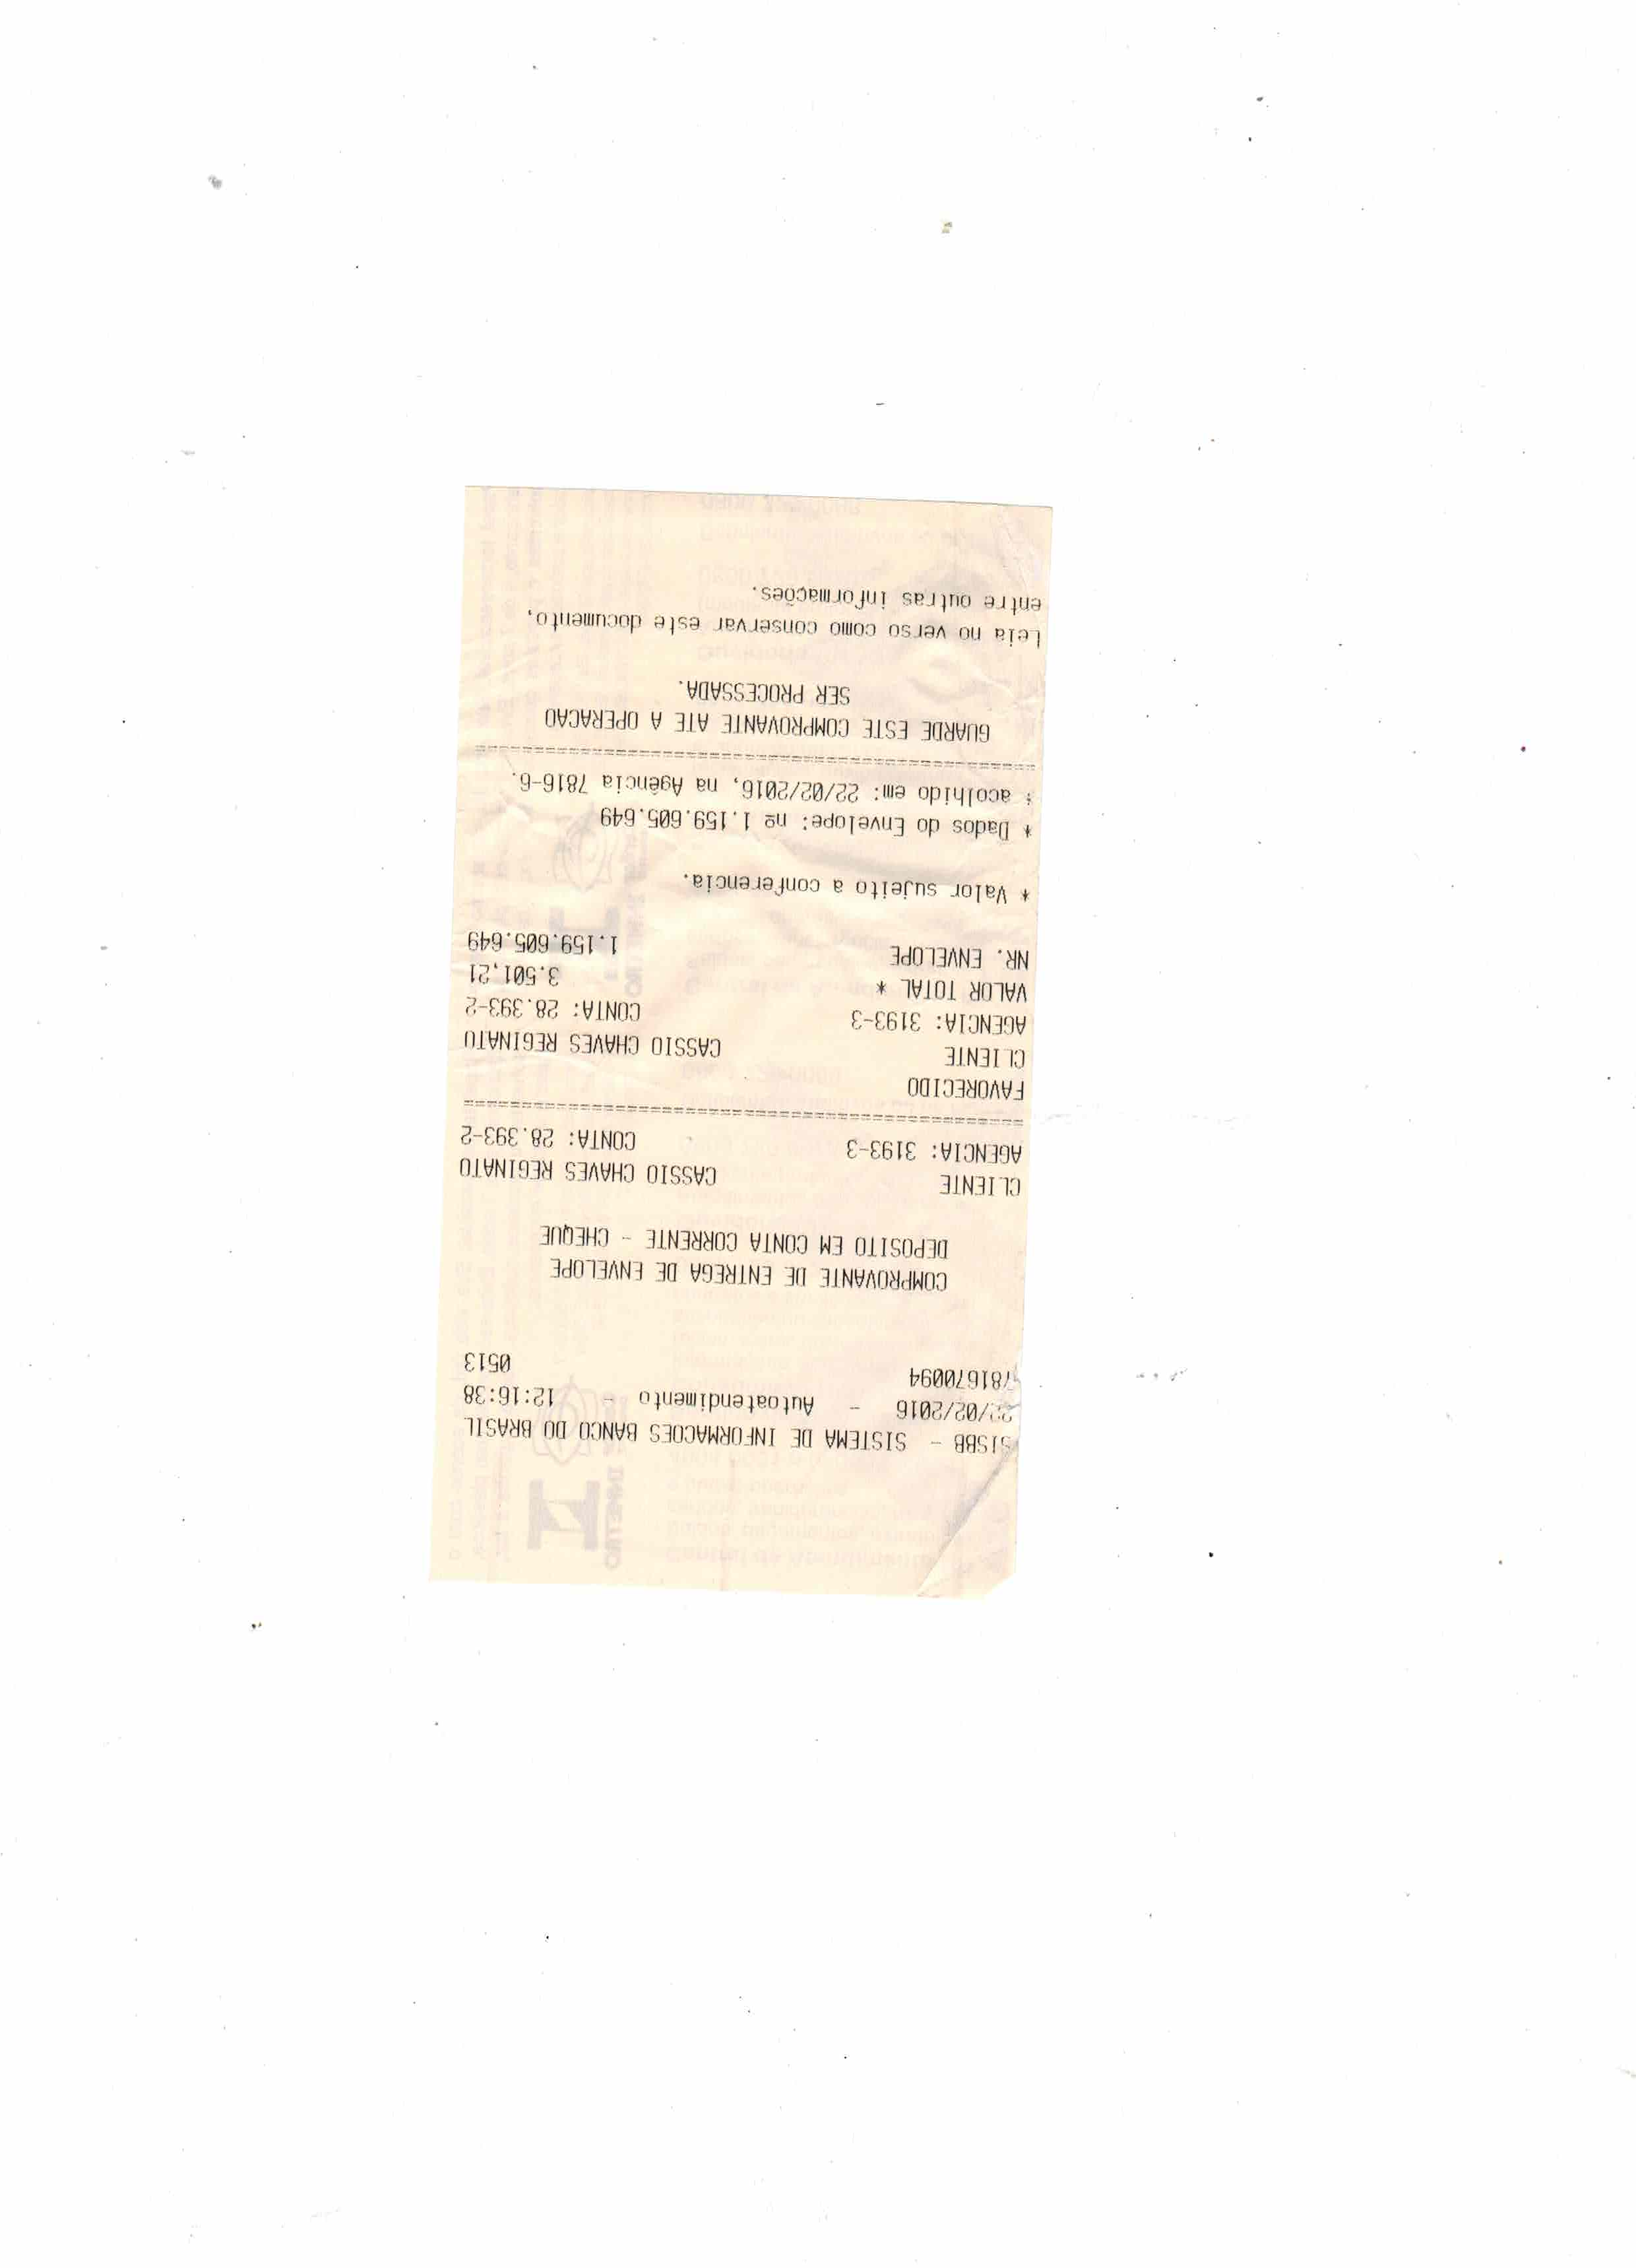 SISBB - SISTEMA DE INFORMACOES BANCO DO BRASIL
22/02/2016 - Autoatendimento - 12:16:38
781670094 0513
COMPROVANTE DE ENTREGA DE ENVELOPE
DEPOSITO EM CONTA CORRENTE - CHEQUE
CLIENTE CASSIO CHAVES REGINATO
AGENCIA: 3193-3 CONTA: 28.393-2
================================================
FAVORECIDO
CLIENTE CASSIO CHAVES REGINATO
AGENCIA: 3193-3 CONTA: 28.393-2
VALOR TOTAL * 3.501,21
NR. ENVELOPE 1.159.605.649
* Valor sujeito a conferencia.
* Dados do Envelope: nº 1.159.605.649
: acolhido em: 22/02/2016, na Agência 7816-6.
================================================
GUARDE ESTE COMPROVANTE ATE A OPERACAO
SER PROCESSADA.
Leia no verso como conservar este documento,
entre outras informações.